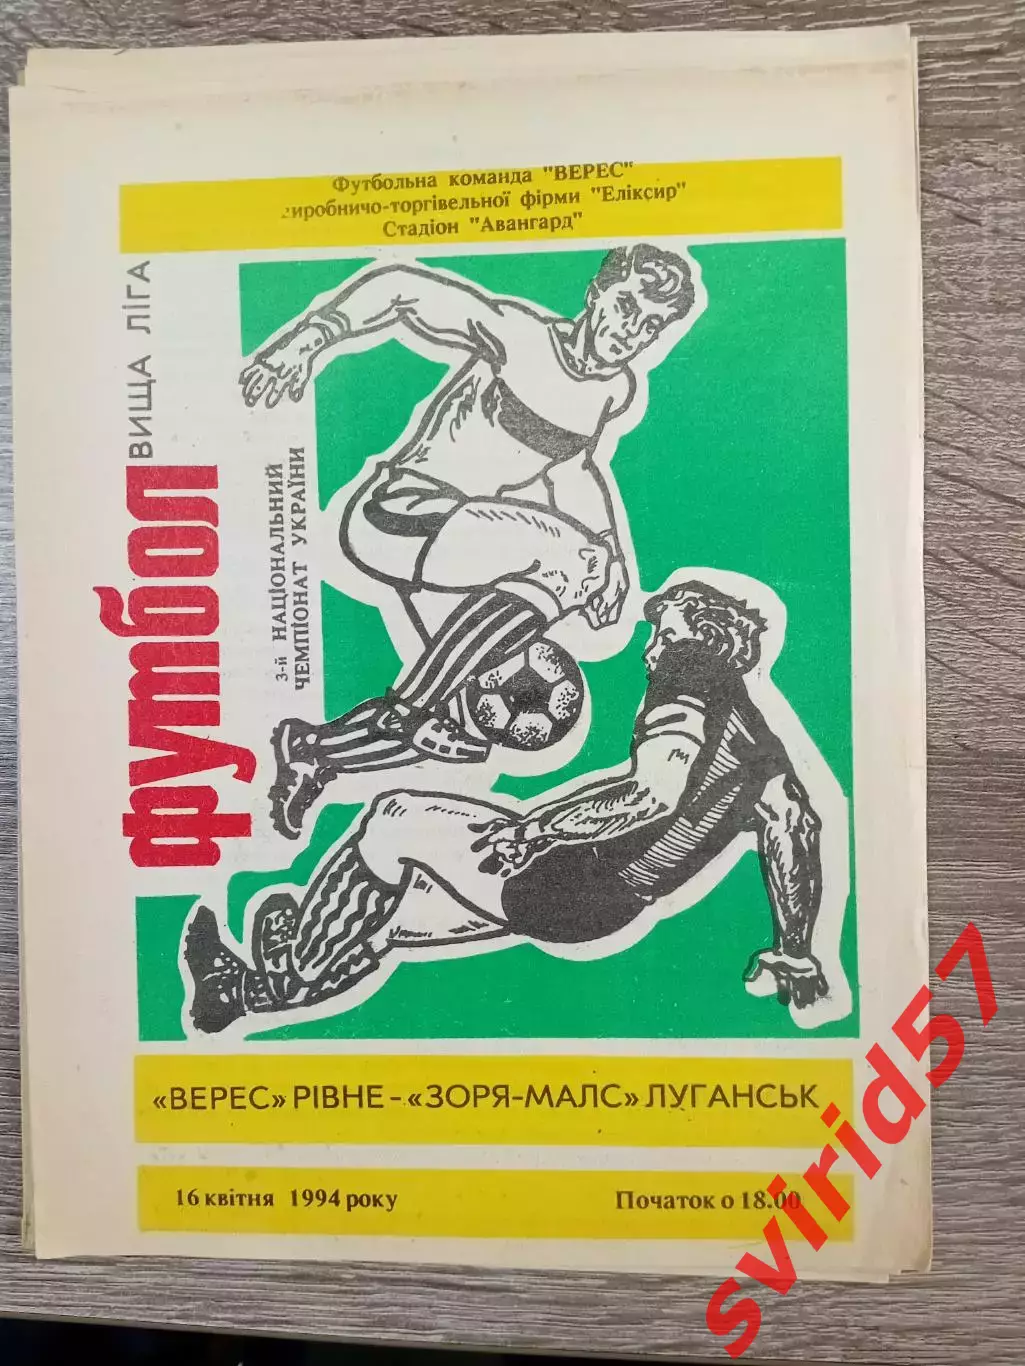 Футбольна команда "ВЕРЕС"
виробничо-торгівельної фірми "Еліксир"
Стадіон "Авангард"
футбол
ВИЩА ЛІГА
3-й НАЦІОНАЛЬНИЙ
ЧЕМПІОНАТ УКРАЇНИ
«ВЕРЕС» РІВНЕ - «ЗОРЯ-МАЛС» ЛУГАНСЬК
16 квітня 1994 року
Початок о 18.00
svirid57